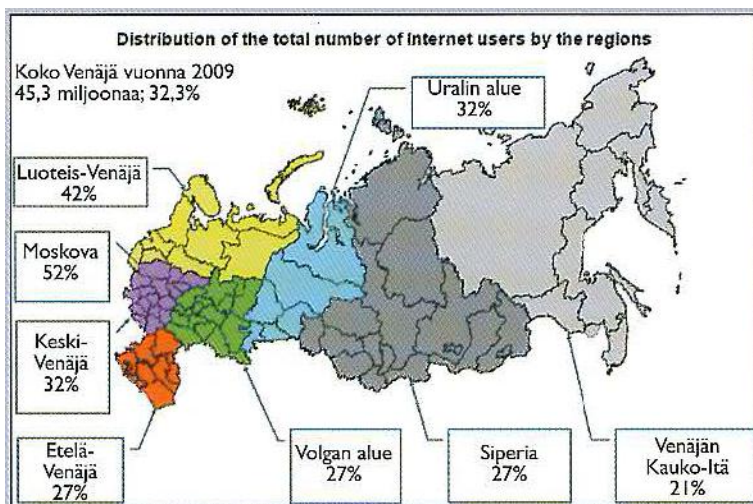 Distribution of the total number of Internet users by the regions
Koko Venäjä vuonna 2009
45,3 miljoonaa; 32,3%
Uralin alue
32%
Luoteis-Venäjä
42%
Moskova
52%
Keski-
Venäjä
32%
Etelä-
Venäjä
27%
Volgan alue
27%
Siperia
27%
Venäjän
Kauko-Itä
21%